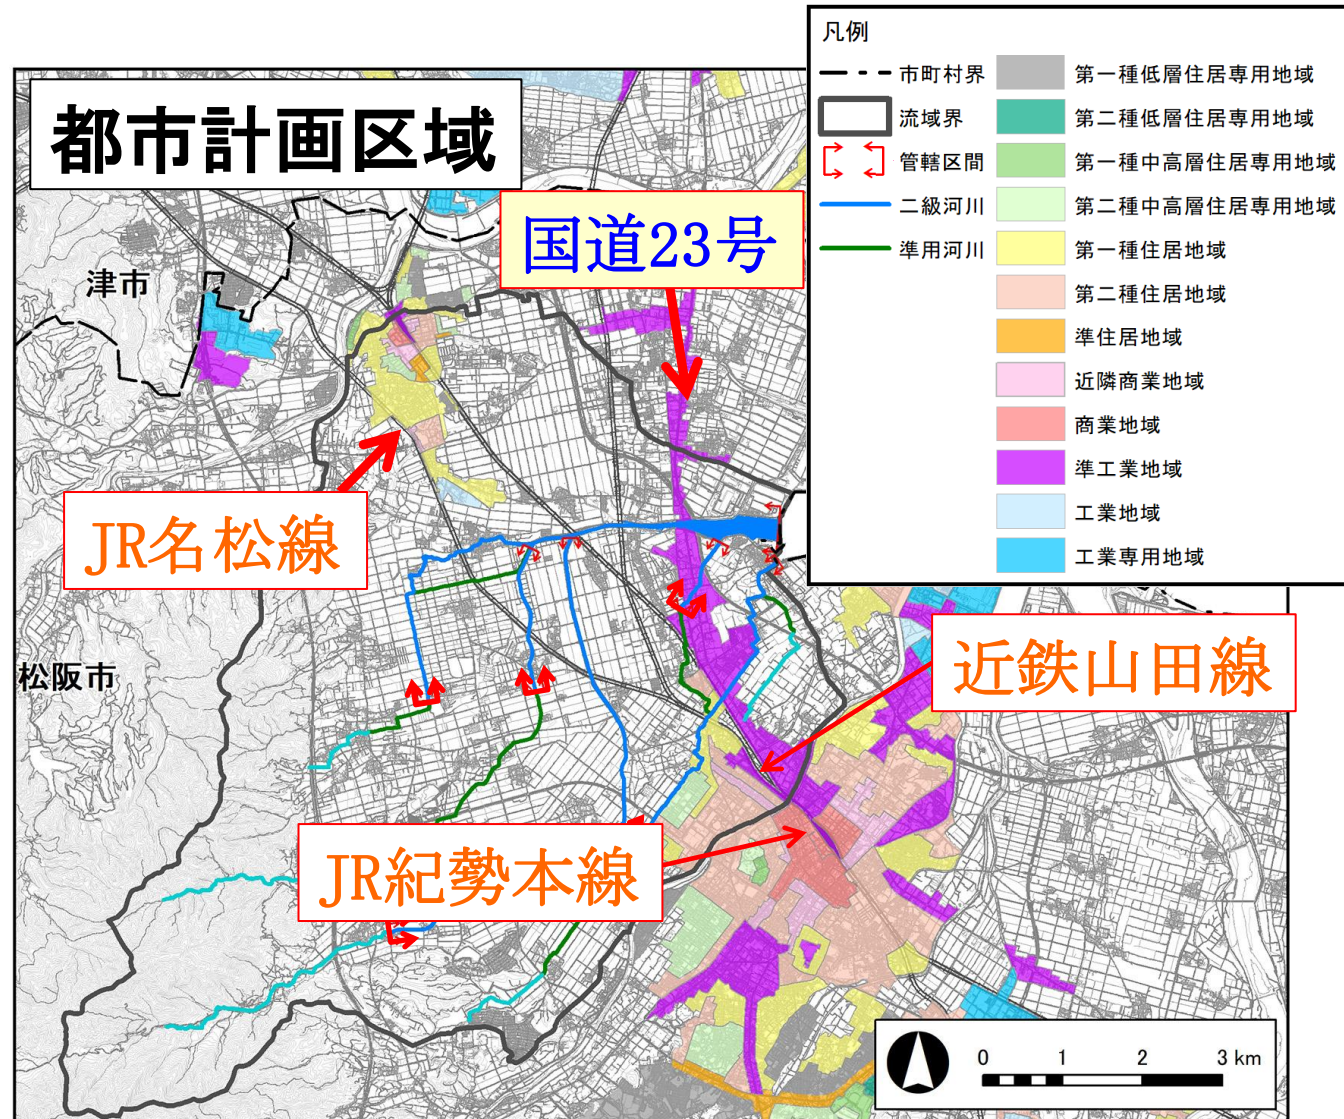 都市計画区域
国道23号
津市
JR名松線
松阪市
近鉄山田線
JR紀勢本線
凡例
市町村界
流域界
管轄区間
二級河川
準用河川
第一種低層住居専用地域
第二種低層住居専用地域
第一種中高層住居専用地域
第二種中高層住居専用地域
第一種住居地域
第二種住居地域
準住居地域
近隣商業地域
商業地域
準工業地域
工業地域
工業専用地域
0 1 2 3 km